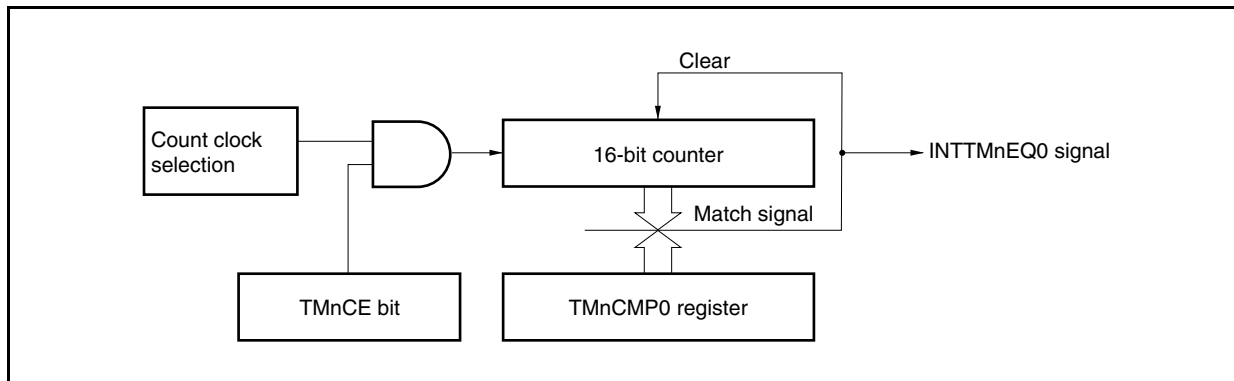 Clear
Count clock
selection
16-bit counter
INTTMnEQ0 signal
Match signal
TMnCE bit
TMnCMP0 register